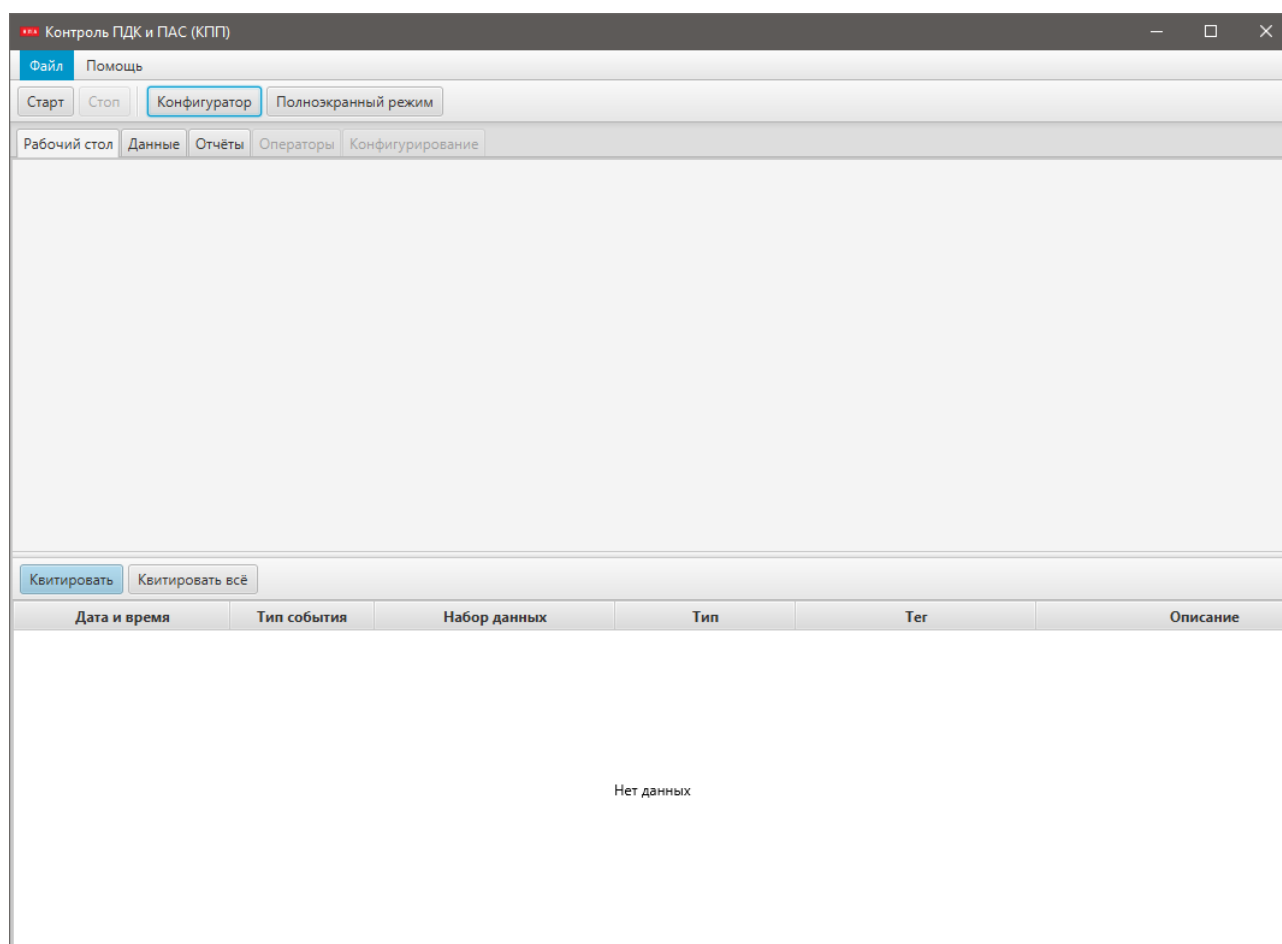 Контроль ПДК и ПАС (КПП)
Файл Помощь
Старт Стоп Конфигуратор Полноэкранный режим
Рабочий стол Данные Отчёты Операторы Конфигурирование
Квитировать Квитировать всё
Дата и время Тип события Набор данных Тип Тег Описание
Нет данных